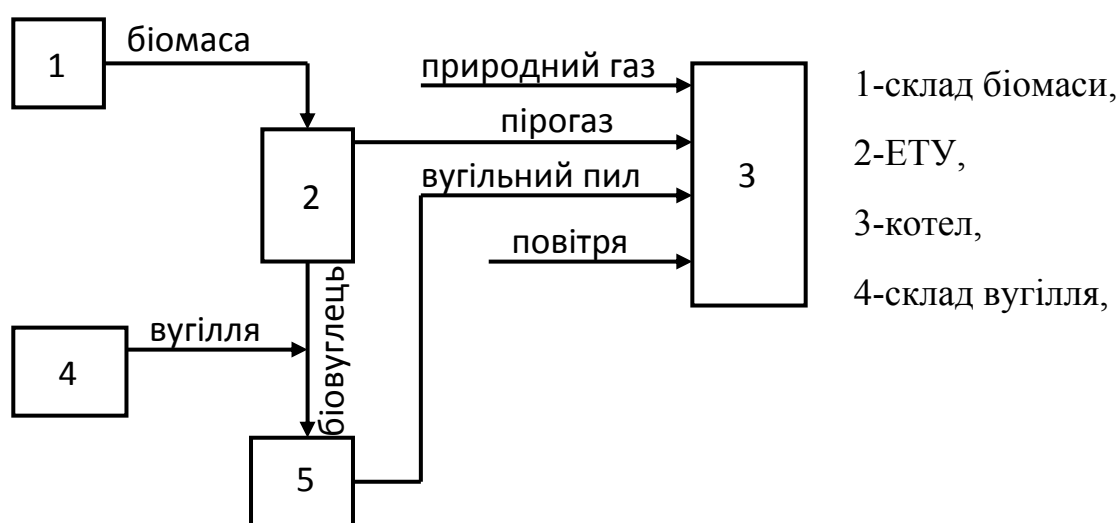 1
біомаса
природний газ
1-склад біомаси,
пірогаз
2
вугільний пил
3
2-ЕТУ,
повітря
3-котел,
біовуглець
4-склад вугілля,
вугілля
4
5